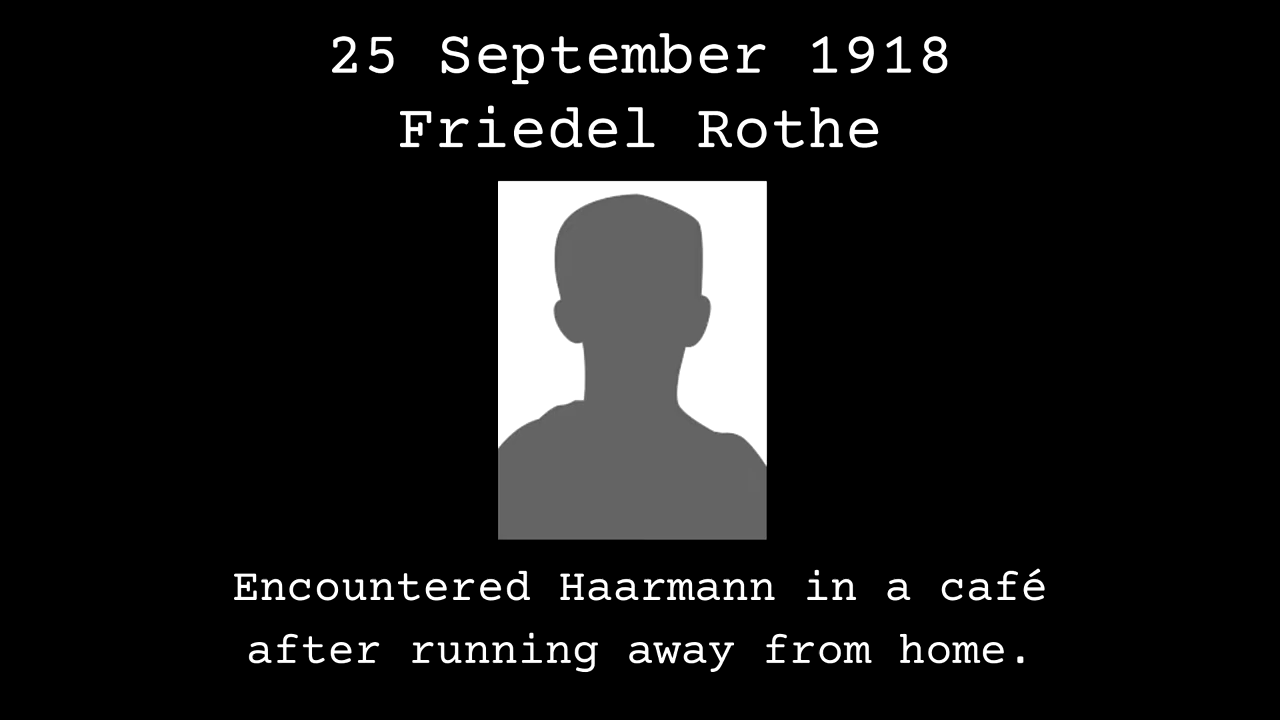 25 September 1918
Friedel Rothe
Encountered Haarmann in a café
after running away from home.